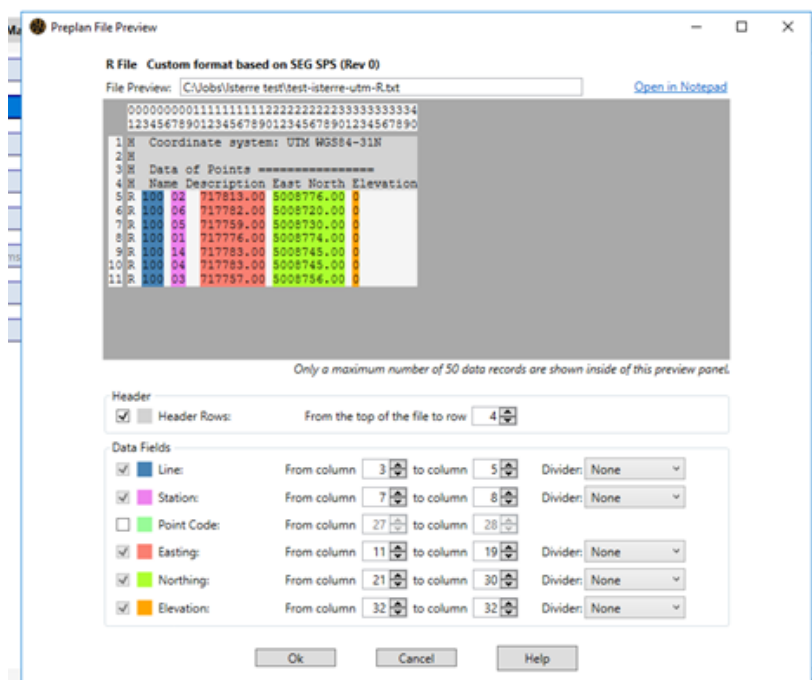 Ma
Preplan File Preview
R File Custom format based on SEG SPS (Rev 0)
File Preview: C:\Jobs\Isterre test\test-isterre-utm-R.txt Open in Notepad
0000000001111111111222222222233333333334
1234567890123456789012345678901234567890
1 H Coordinate system: UTM WGS84-31N
2 H
3 H Data of Points ================
4 H Name Description East North Elevation
5 R 100 02 717813.00 5008776.00 0
6 R 100 06 717782.00 5008720.00 0
7 R 100 05 717759.00 5008730.00 0
8 R 100 01 717776.00 5008774.00 0
9 R 100 14 717783.00 5008745.00 0
10 R 100 04 717783.00 5008745.00 0
11 R 100 03 717757.00 5008756.00 0
ms
Only a maximum number of 50 data records are shown inside of this preview panel.
Header
Header Rows: From the top of the file to row 4
Data Fields
Line: From column 3 to column 5 Divider: None
Station: From column 7 to column 8 Divider: None
Point Code: From column 27 to column 28
Easting: From column 11 to column 19 Divider: None
Northing: From column 21 to column 30 Divider: None
Elevation: From column 32 to column 32 Divider: None
Ok Cancel Help